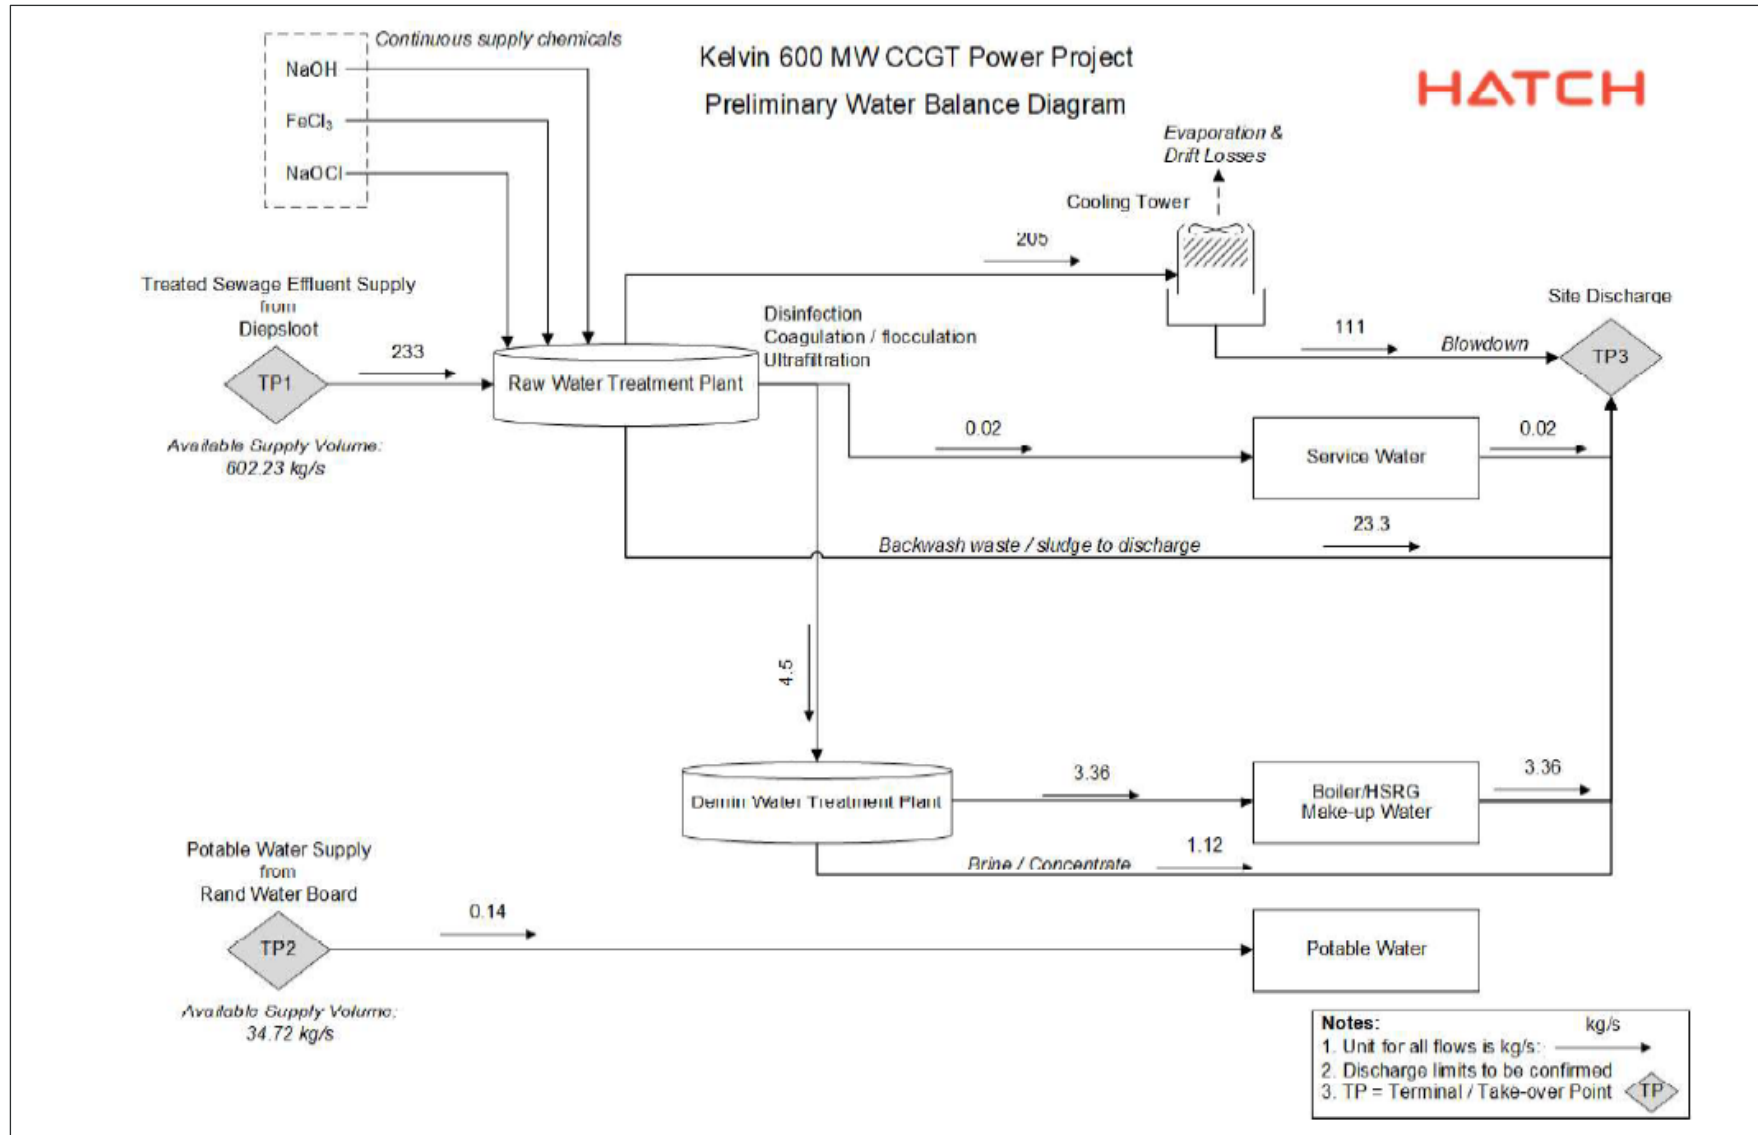 Continuous supply chemicals
NaOH
FeCl₃
NaOCl
Kelvin 600 MW CCGT Power Project
Preliminary Water Balance Diagram
HATCH
Evaporation &
Drift Losses
Cooling Tower
205
Treated Sewage Effluent Supply
from
Diepsloot
TP1
233
Available Supply Volume:
602.23 kg/s
Raw Water Treatment Plant
Disinfection
Coagulation / flocculation
Ultrafiltration
111
Blowdown
Site Discharge
TP3
0.02
Service Water
0.02
Backwash waste / sludge to discharge
23.3
4.5
Demin Water Treatment Plant
3.36
Boiler/HSRG
Make-up Water
3.36
Brine / Concentrate
1.12
Potable Water Supply
from
Rand Water Board
TP2
0.14
Available Supply Volume:
34.72 kg/s
Potable Water
Notes:
kg/s
1. Unit for all flows is kg/s:
2. Discharge limits to be confirmed
3. TP = Terminal / Take-over Point
TP